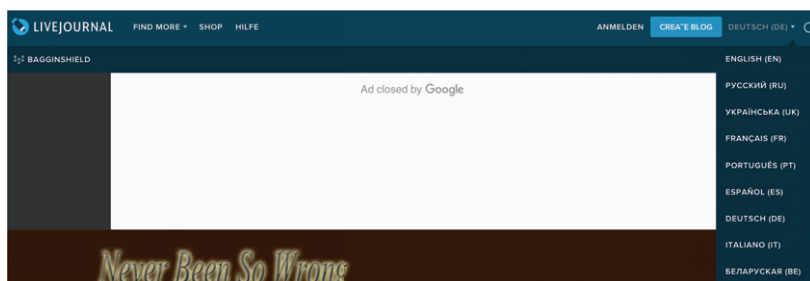 LIVEJOURNAL FIND MORE SHOP HILFE ANMELDEN CREATE BLOG DEUTSCH (DE)
BAGGINSHIELD
ENGLISH (EN)
Ad closed by Google
РУССКИЙ (RU)
УКРАЇНСЬКА (UK)
FRANÇAIS (FR)
PORTUGUÊS (PT)
ESPAÑOL (ES)
DEUTSCH (DE)
ITALIANO (IT)
Never Been So Wrong
БЕЛАРУСКАЯ (BE)